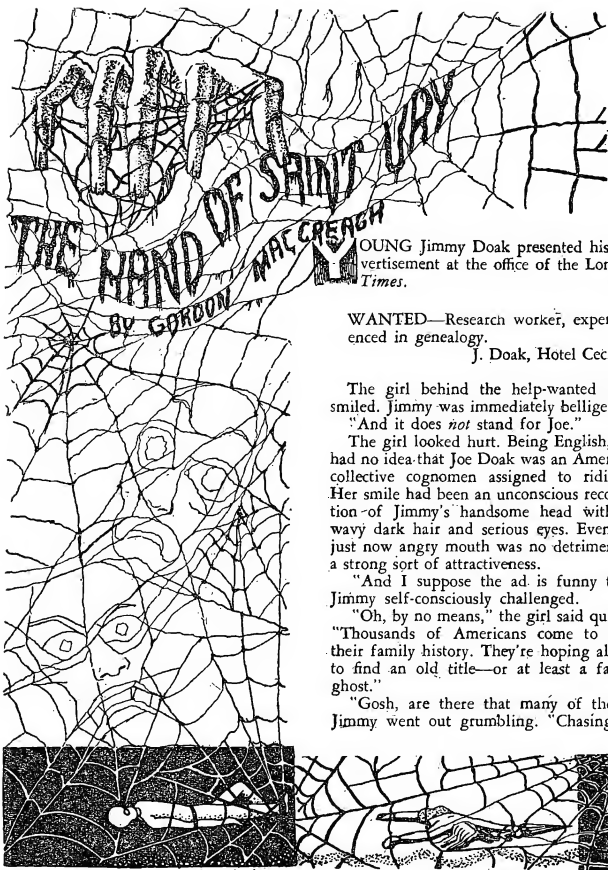 THE HAND OF SAINT URY
BY GORDON MACCREAGH
YOUNG Jimmy Doak presented his
vertisement at the office of the Lon
Times.
WANTED—Research worker, exper
enced in genealogy.
J. Doak, Hotel Cec
The girl behind the help-wanted
smiled. Jimmy was immediately bellige
"And it does not stand for Joe."
The girl looked hurt. Being English,
had no idea that Joe Doak was an Amer
collective cognomen assigned to ridi
Her smile had been an unconscious reco
tion of Jimmy's handsome head with
wavy dark hair and serious eyes. Even
just now angry mouth was no detrimen
a strong sort of attractiveness.
"And I suppose the ad is funny t
Jimmy self-consciously challenged.
"Oh, by no means," the girl said qu
"Thousands of Americans come to
their family history. They're hoping al
to find an old title—or at least a fa
ghost."
"Gosh, are there that many of the
Jimmy went out grumbling. "Chasing